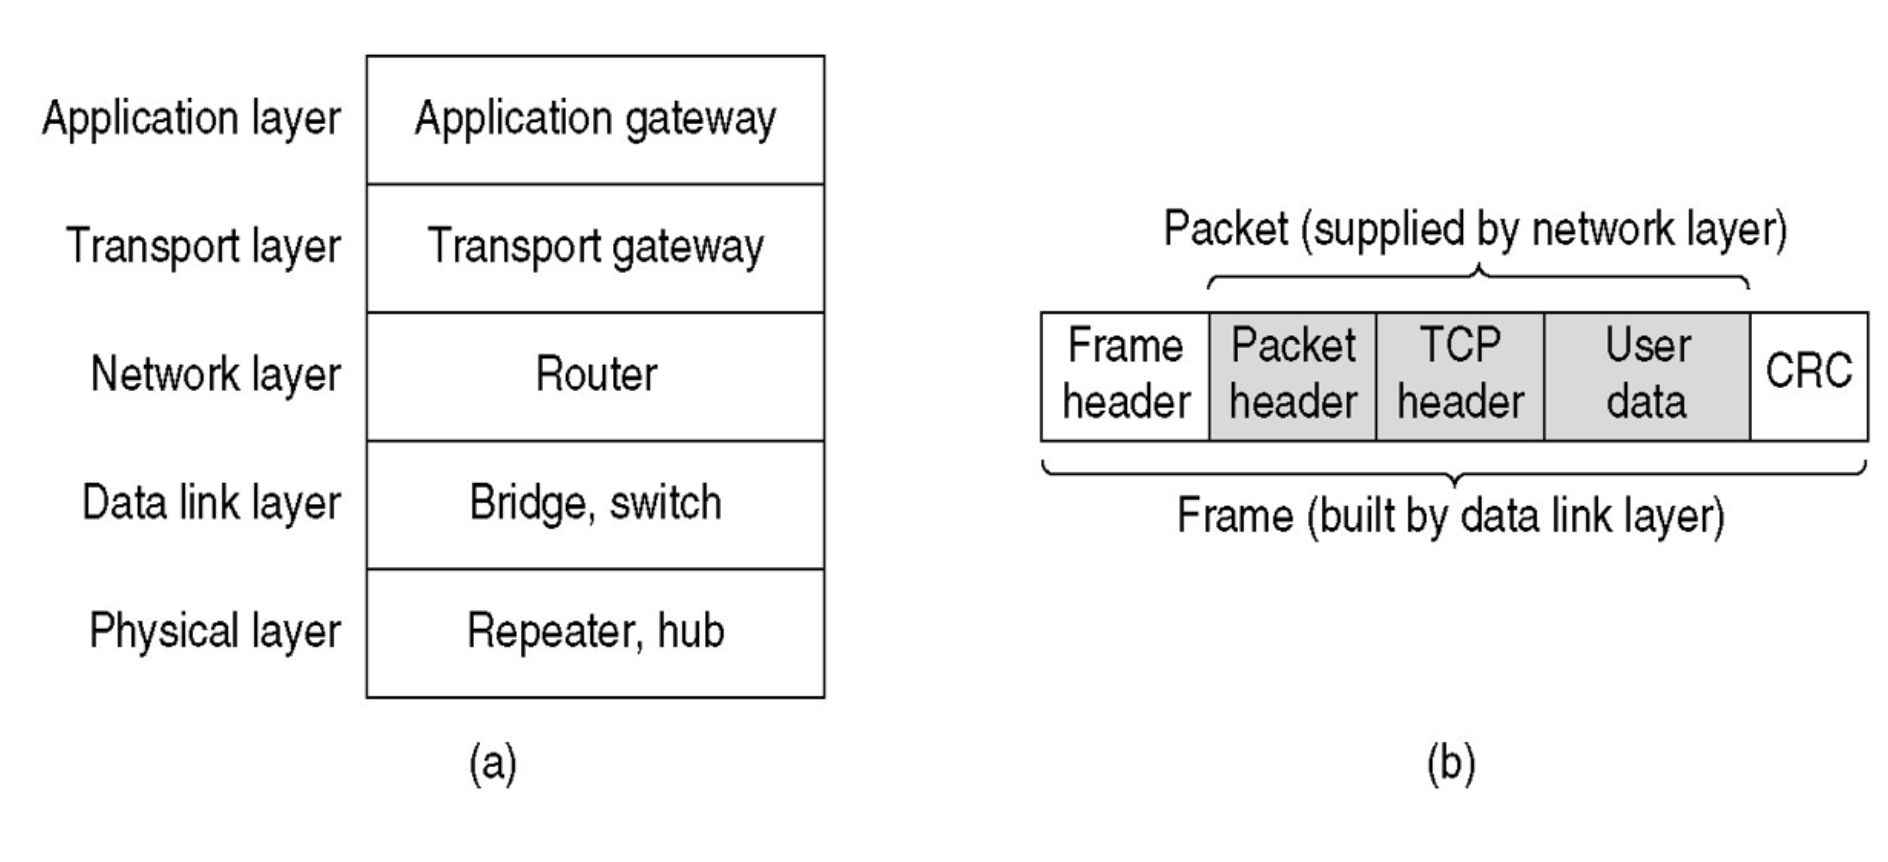 Application layer
Application gateway
Transport layer
Transport gateway
Network layer
Router
Data link layer
Bridge, switch
Physical layer
Repeater, hub
(a)
Packet (supplied by network layer)
Frame
header
Packet
header
TCP
header
User
data
CRC
Frame (built by data link layer)
(b)